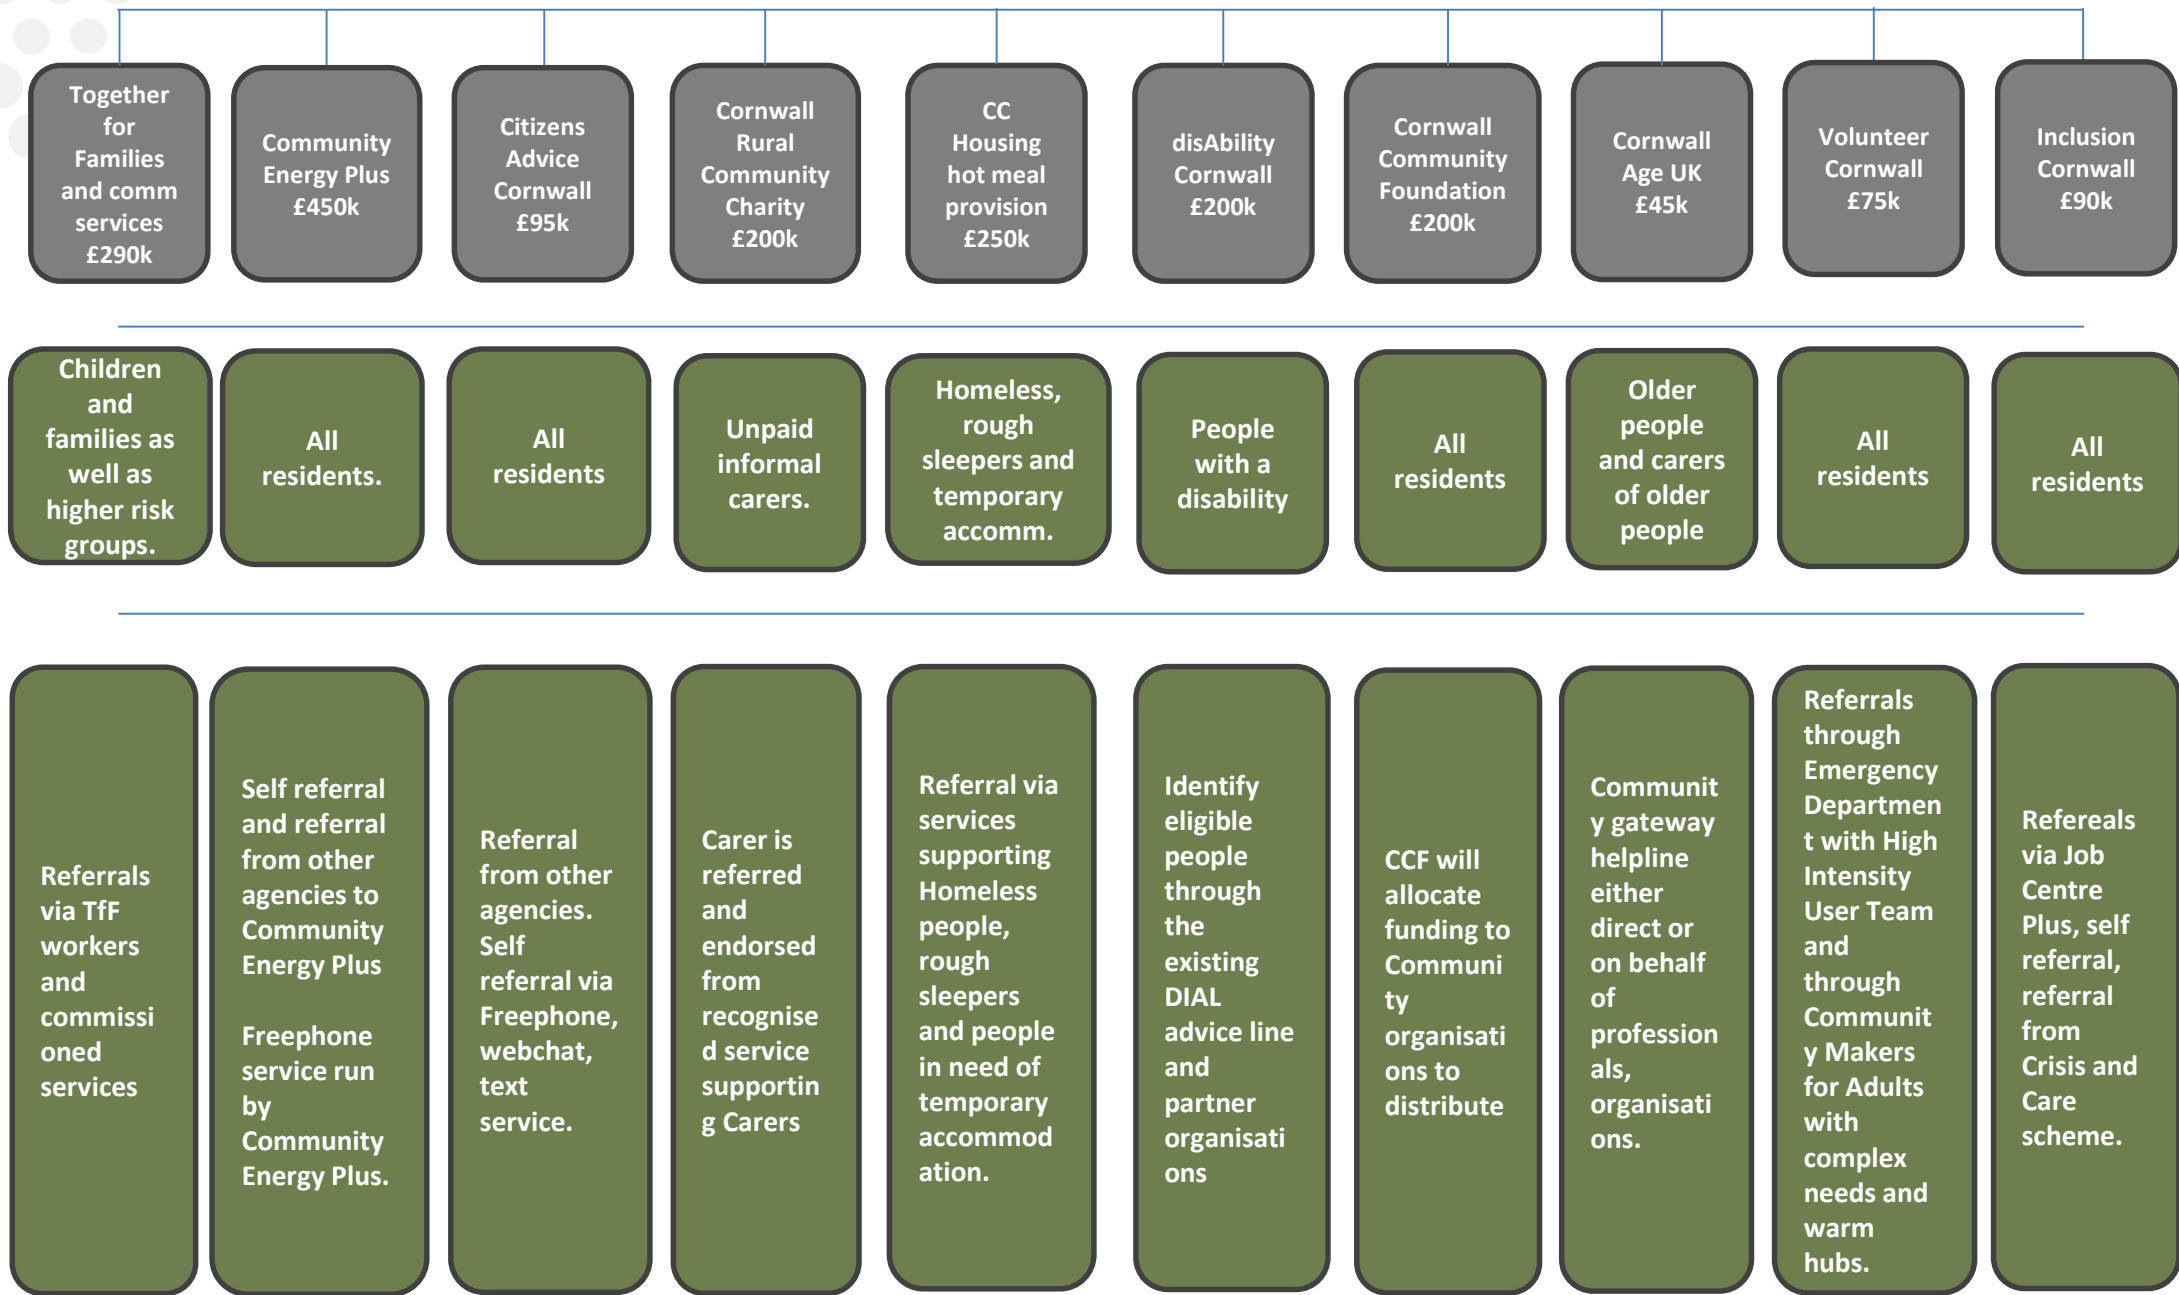 Together
for
Families
and comm
services
£290k
Community
Energy Plus
£450k
Citizens
Advice
Cornwall
£95k
Cornwall
Rural
Community
Charity
£200k
CC
Housing
hot meal
provision
£250k
disAbility
Cornwall
£200k
Cornwall
Community
Foundation
£200k
Cornwall
Age UK
£45k
Volunteer
Cornwall
£75k
Inclusion
Cornwall
£90k
Children
and
families as
well as
higher risk
groups.
All
residents.
All
residents
Unpaid
informal
carers.
Homeless,
rough
sleepers and
temporary
accomm.
People
with a
disability
All
residents
Older
people
and carers
of older
people
All
residents
All
residents
Referrals
via TfF
workers
and
commissi
oned
services
Self referral
and referral
from other
agencies to
Community
Energy Plus
Freephone
service run
by
Community
Energy Plus.
Referral
from other
agencies.
Self
referral via
Freephone,
webchat,
text
service.
Carer is
referred
and
endorsed
from
recognise
d service
supportin
g Carers
Referral via
services
supporting
Homeless
people,
rough
sleepers
and people
in need of
temporary
accommod
ation.
Identify
eligible
people
through
the
existing
DIAL
advice line
and
partner
organisati
ons
CCF will
allocate
funding to
Communi
ty
organisati
ons to
distribute
Communit
y gateway
helpline
either
direct or
on behalf
of
profession
als,
organisati
ons.
Referrals
through
Emergency
Departmen
t with High
Intensity
User Team
and
through
Communit
y Makers
for Adults
with
complex
needs and
warm
hubs.
Refereals
via Job
Centre
Plus, self
referral,
referral
from
Crisis and
Care
scheme.